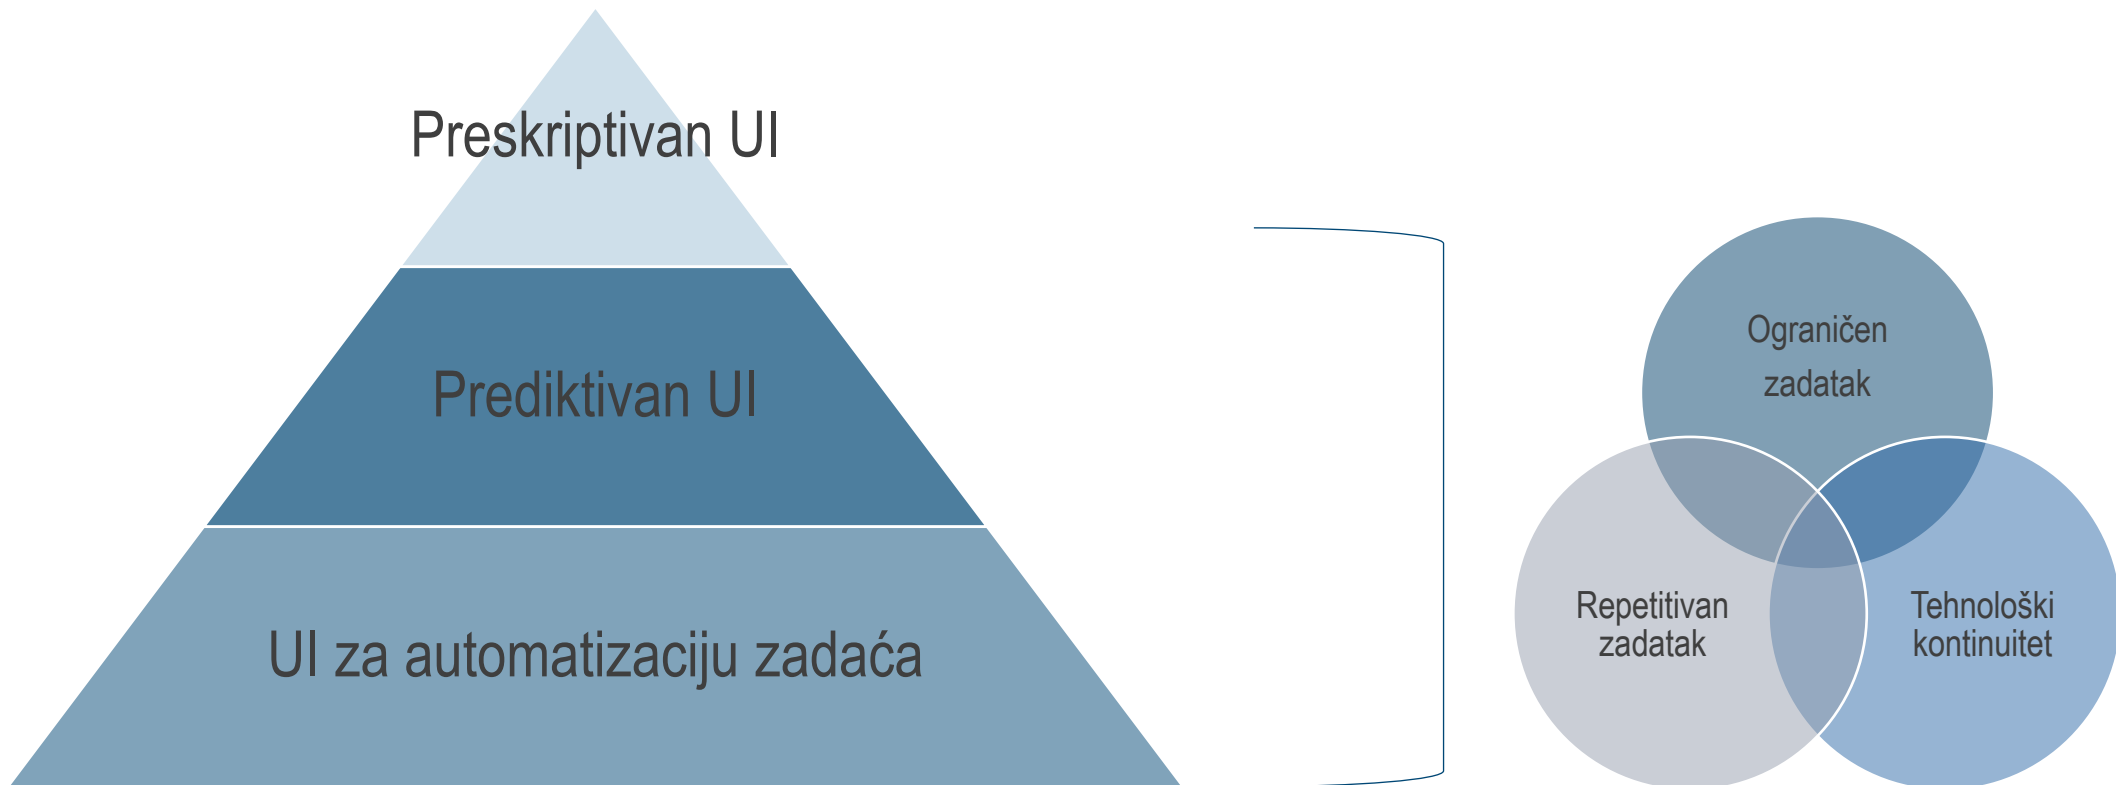 Preskriptivan UI
Prediktivan UI
UI za automatizaciju zadaća
Ograničen
zadatak
Repetitivan
zadatak
Tehnološki
kontinuitet